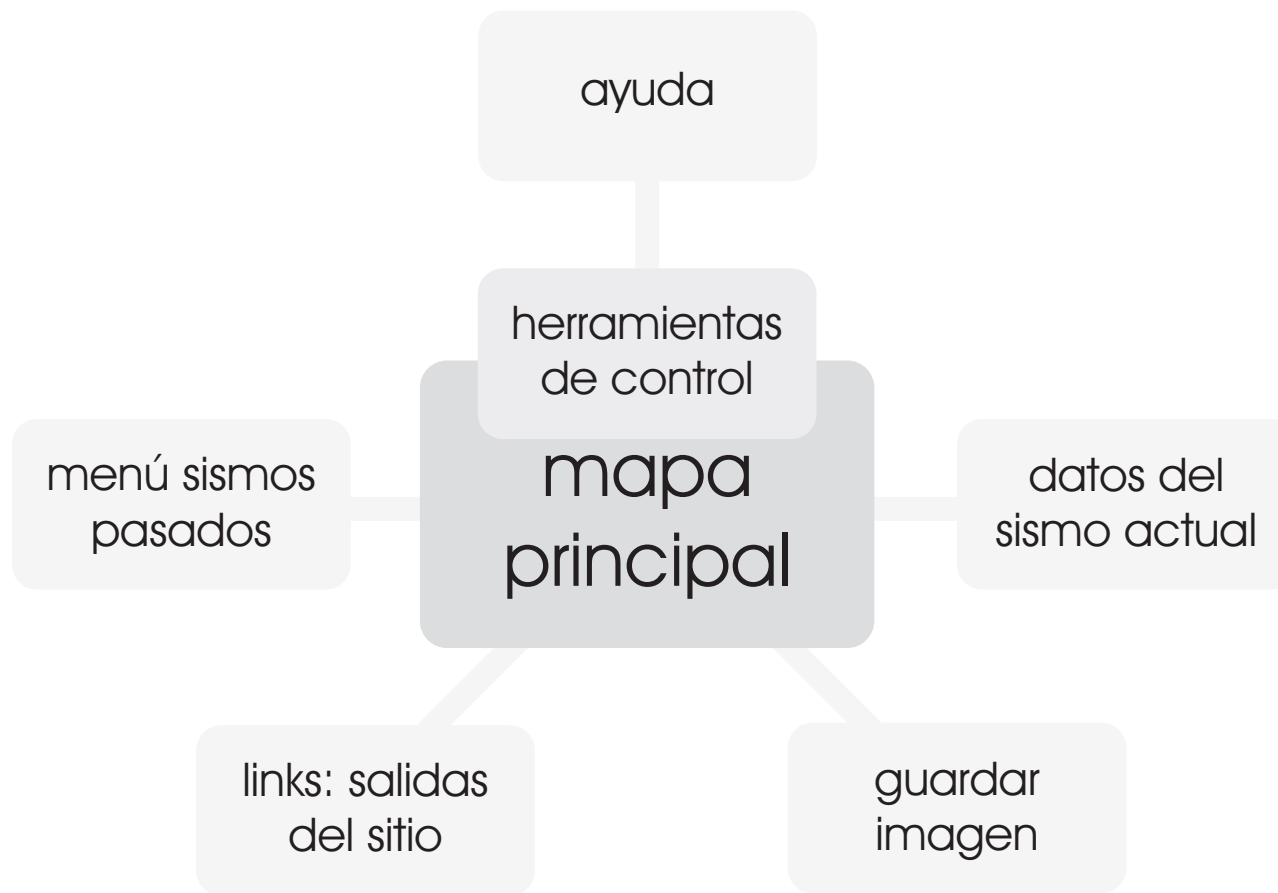 ayuda
herramientas
de control
mapa
principal
menú sismos
pasados
datos del
sismo actual
links: salidas
del sitio
guardar
imagen